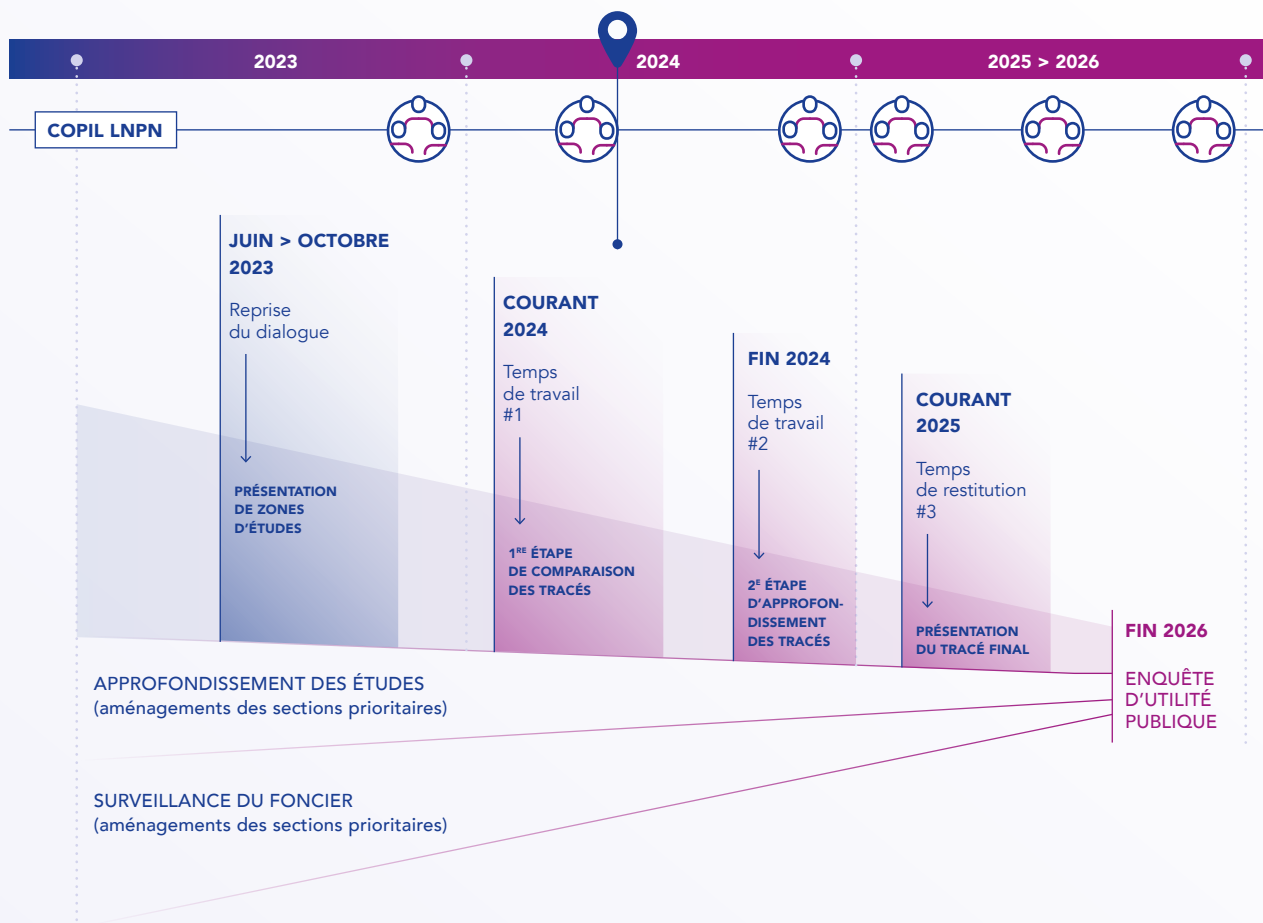 2023
2024
2025 > 2026
COPIL LNPN
JUIN > OCTOBRE
2023
Reprise
du dialogue
PRÉSENTATION
DE ZONES
D'ÉTUDES
COURANT
2024
Temps
de travail
#1
1RE ÉTAPE
DE COMPARAISON
DES TRACÉS
FIN 2024
Temps
de travail
#2
2E ÉTAPE
D'APPROFON-
DISSEMENT
DES TRACÉS
COURANT
2025
Temps
de restitution
#3
PRÉSENTATION
DU TRACÉ FINAL
FIN 2026
ENQUÊTE
D'UTILITÉ
PUBLIQUE
APPROFONDISSEMENT DES ÉTUDES
(aménagements des sections prioritaires)
SURVEILLANCE DU FONCIER
(aménagements des sections prioritaires)